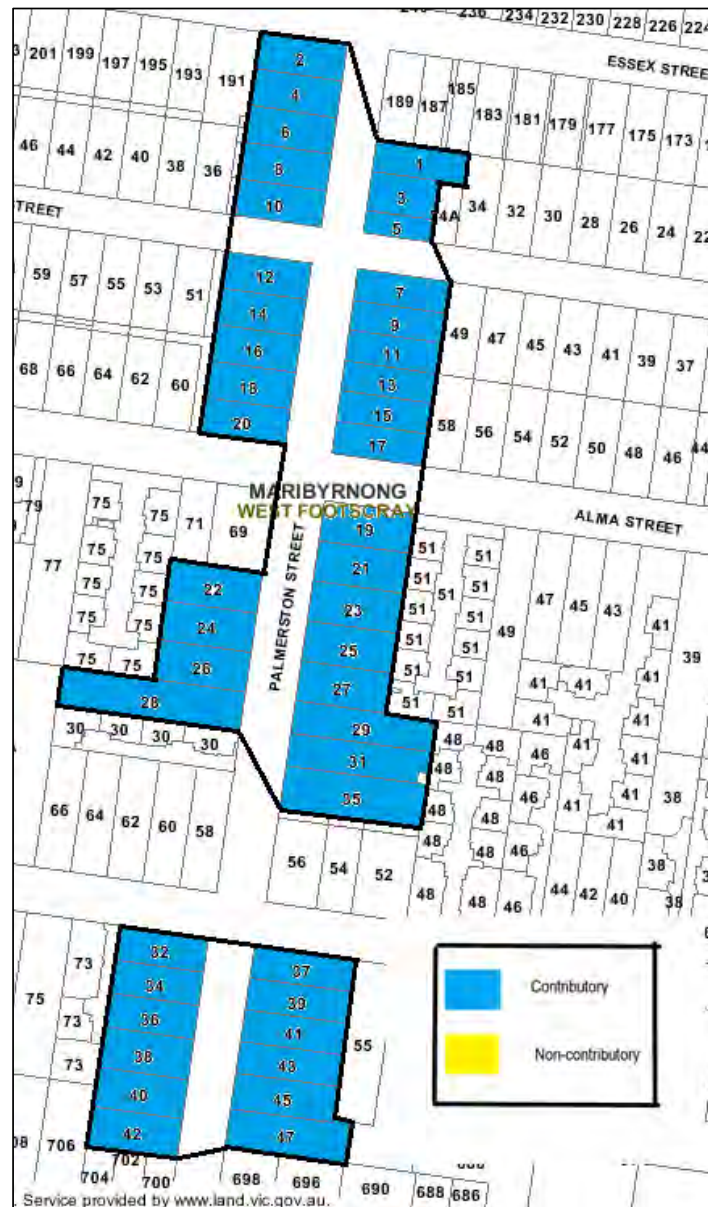 236 234 232 230 228 226 224
ESSEX STREE
201 199 197 195 193 191
2
4
6
8
10
189 187 185 183 181 179 177 175 173
1
3
5
46 44 42 40 38 36
34 32 30 28 26 24 22
STREET
59 57 55 53 51
12
14
16
18
20
7
9
11
13
15
17
49 47 45 43 41 39 37
68 66 64 62 60
58 56 54 52 50 48 46 44
MARIBYRNONG
WEST FOOTSCRAY
ALMA STREET
PALMERSTON STREET
79
77
75 75 71 69
75 75
75 75
75 75
75 75
22
24
26
28
19
21
23
25
27
29
31
35
51 51
51 51
51 51
51 51
51 51
51 51
49 47 45 43 41 39
41 41
41 41 41
41 41
41
48 48 46
48 48 46
48 48 46
48 48 46
38
38
38
44 42 40
30 30 30 30
66 64 62 60 58
56 54 52
32
34
36
38
40
42
37
39
41
43
45
47
75
73
73
73
55
Contributory
Non-contributory
08 706 704 702 700 698 696 690 688 686
Service provided by www.land.vic.gov.au.